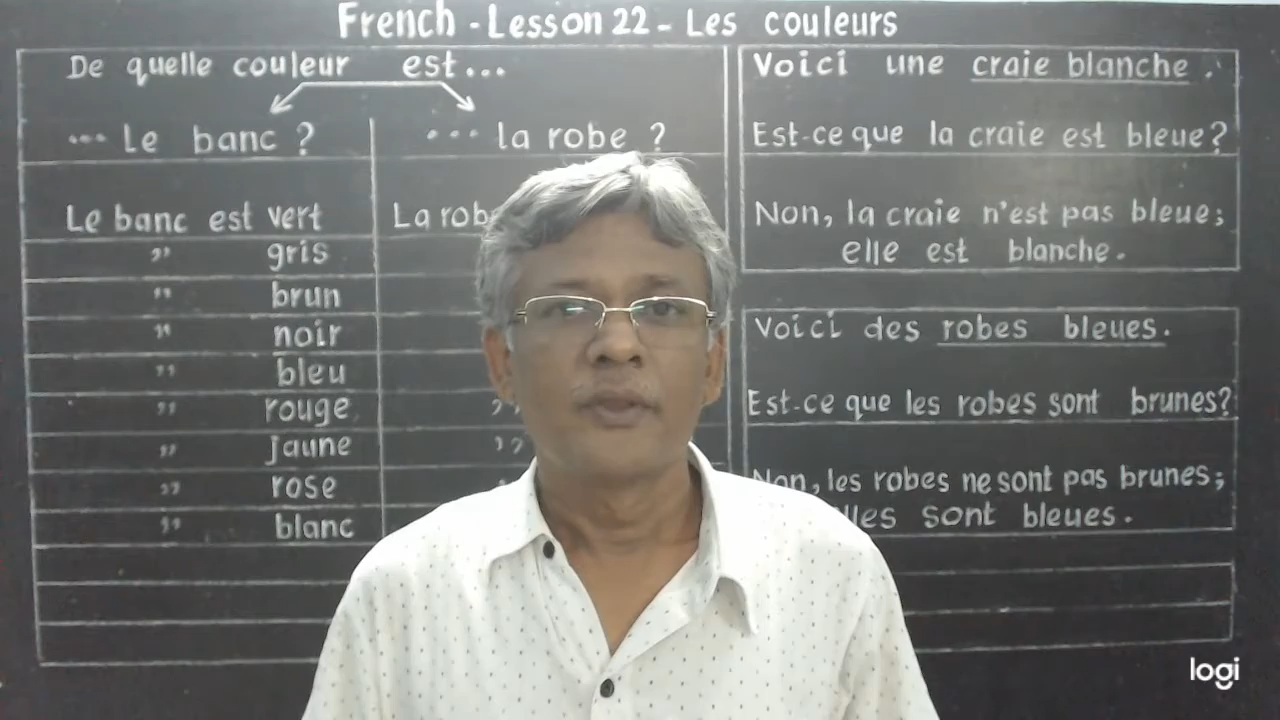 French - Lesson 22 - Les couleurs
De quelle couleur est...
... Le banc ?
... la robe ?
Le banc est vert
" gris
" brun
" noir
" bleu
" rouge
" jaune
" rose
" blanc
La
"
"
Voici une craie blanche.
Est-ce que la craie est bleue?
Non, la craie n'est pas bleue;
elle est blanche.
Voici des robes bleues.
Est-ce que les robes sont brunes?
Non, les robes ne sont pas brunes;
sont bleues.
logi